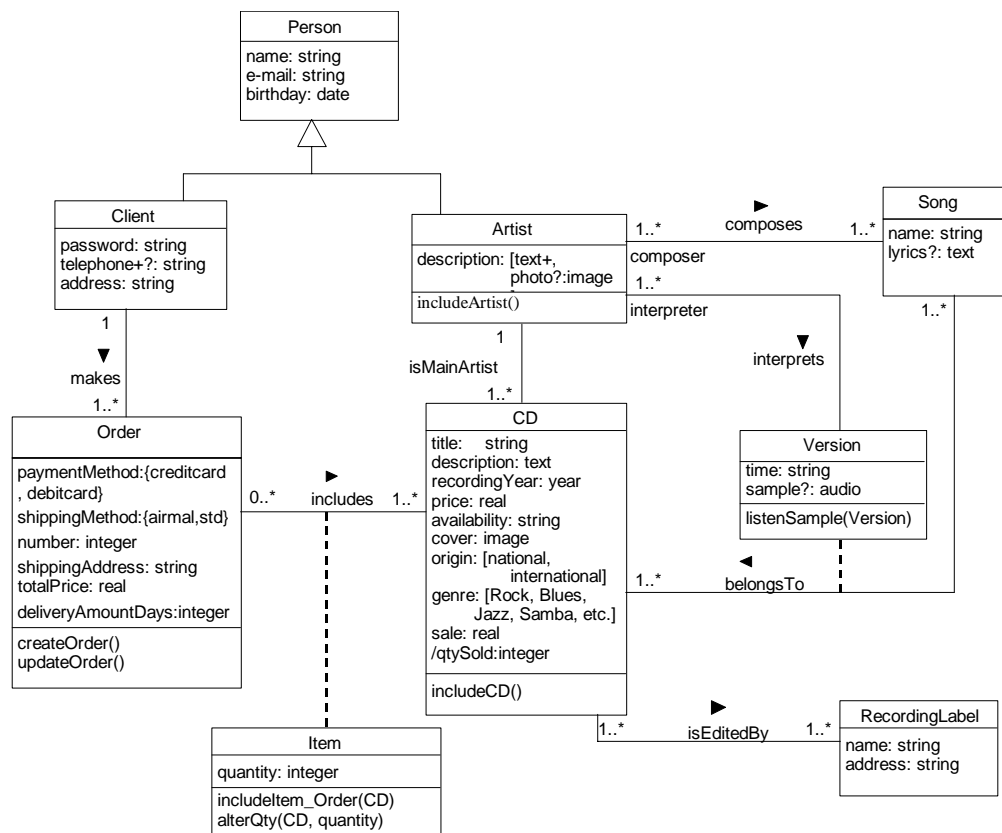 Person
name: string
e-mail: string
birthday: date
Client
password: string
telephone+?: string
address: string
Artist
description: [text+,
photo?:image
]
includeArtist()
1..*
composer
composes
1..*
Song
name: string
lyrics?: text
1..*
interpreter
interprets
1..*
1
makes
1..*
1
isMainArtist
1..*
Order
paymentMethod:{creditcard
, debitcard}
shippingMethod:{airmal,std}
number: integer
shippingAddress: string
totalPrice: real
deliveryAmountDays:integer
createOrder()
updateOrder()
0..*
includes
1..*
CD
title: string
description: text
recordingYear: year
price: real
availability: string
cover: image
origin: [national,
international]
genre: [Rock, Blues,
Jazz, Samba, etc.]
sale: real
/qtySold:integer
includeCD()
Version
time: string
sample?: audio
listenSample(Version)
1..*
belongsTo
1..*
isEditedBy
1..*
RecordingLabel
name: string
address: string
Item
quantity: integer
includeItem_Order(CD)
alterQty(CD, quantity)